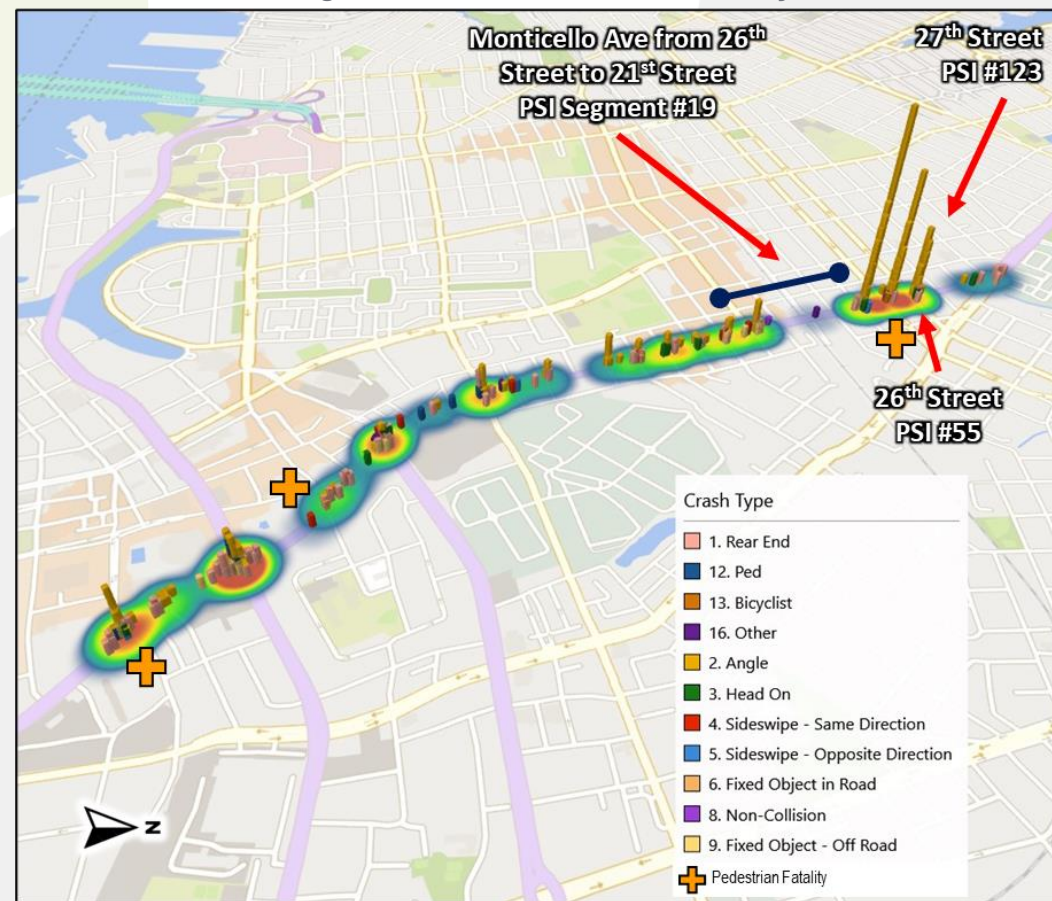 Monticello Ave from 26th
Street to 21st Street
PSI Segment #19
27th Street
PSI #123
26th Street
PSI #55
Crash Type
1. Rear End
12. Ped
13. Bicyclist
16. Other
2. Angle
3. Head On
4. Sideswipe - Same Direction
5. Sideswipe - Opposite Direction
6. Fixed Object in Road
8. Non-Collision
9. Fixed Object - Off Road
Pedestrian Fatality
N